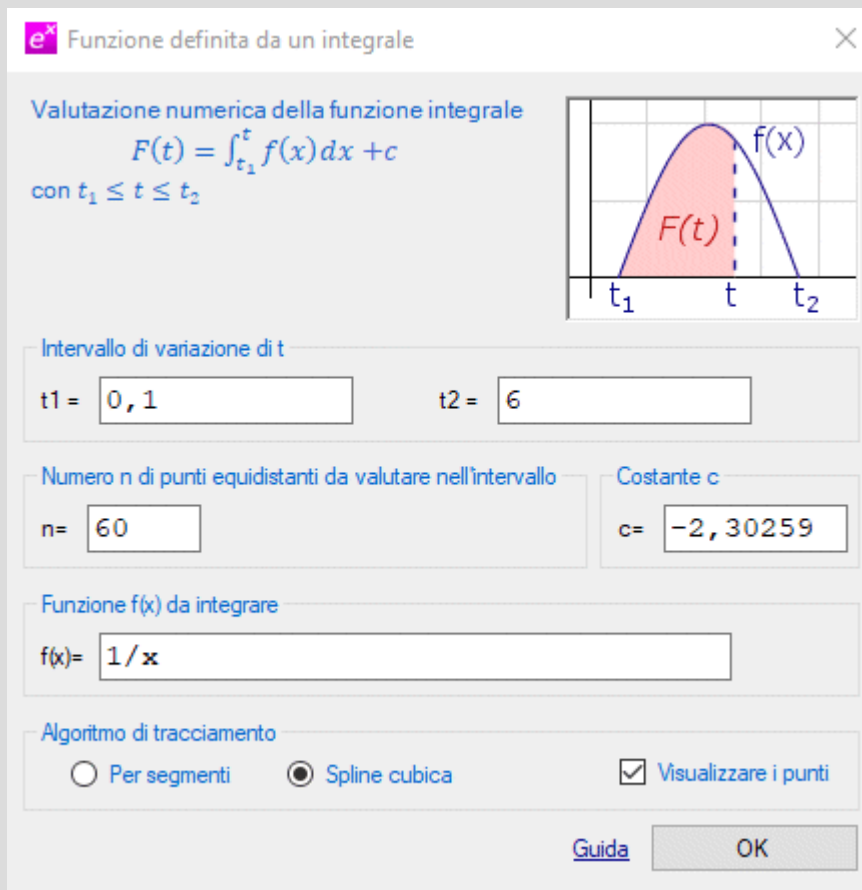 eˣ Funzione definita da un integrale
Valutazione numerica della funzione integrale
F(t) = ∫ₜ₁ᵗ f(x)dx +c
con t₁ ≤ t ≤ t₂
f(x)
F(t)
t₁ t t₂
Intervallo di variazione di t
t1 = 0,1 t2 = 6
Numero n di punti equidistanti da valutare nell'intervallo Costante c
n= 60 c= -2,30259
Funzione f(x) da integrare
f(x)= 1/x
Algoritmo di tracciamento
Per segmenti Spline cubica Visualizzare i punti
Guida OK